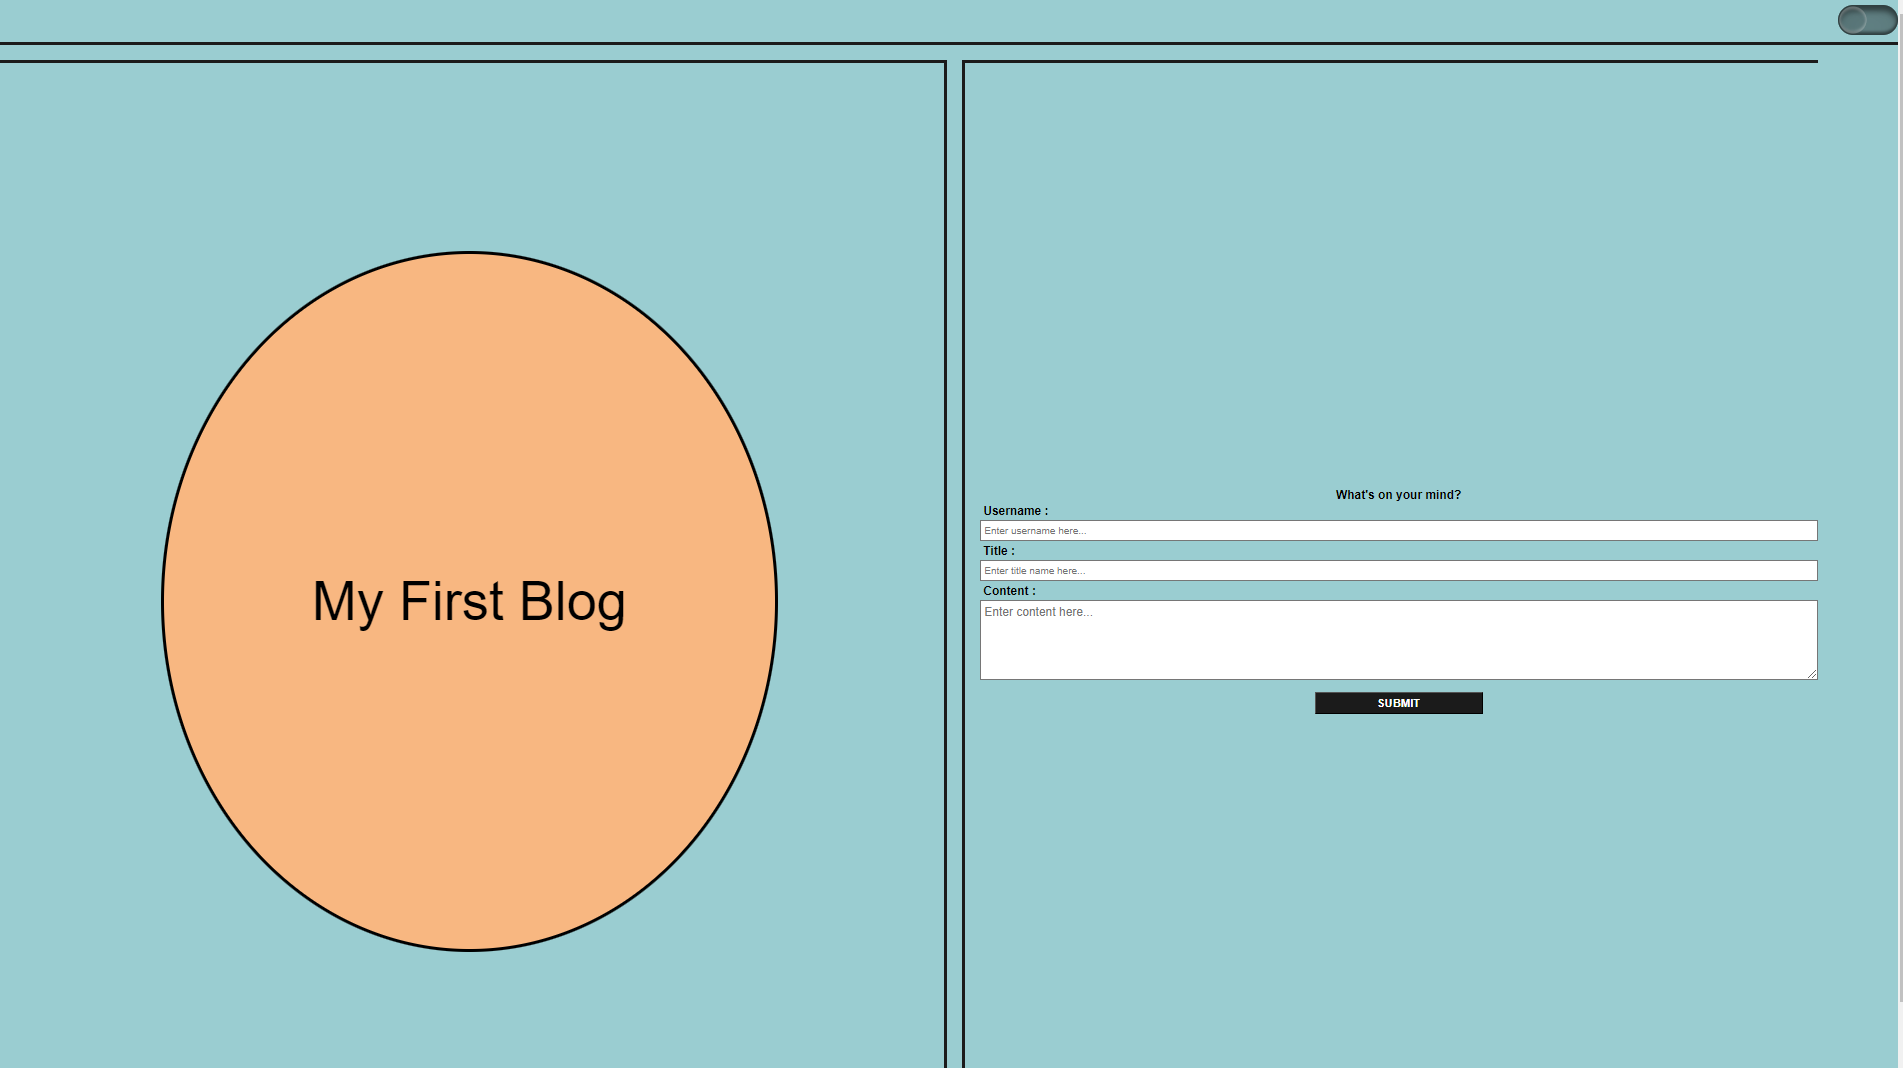 My First Blog
What's on your mind?
Username :
Enter username here...
Title :
Enter title name here...
Content :
Enter content here...
SUBMIT